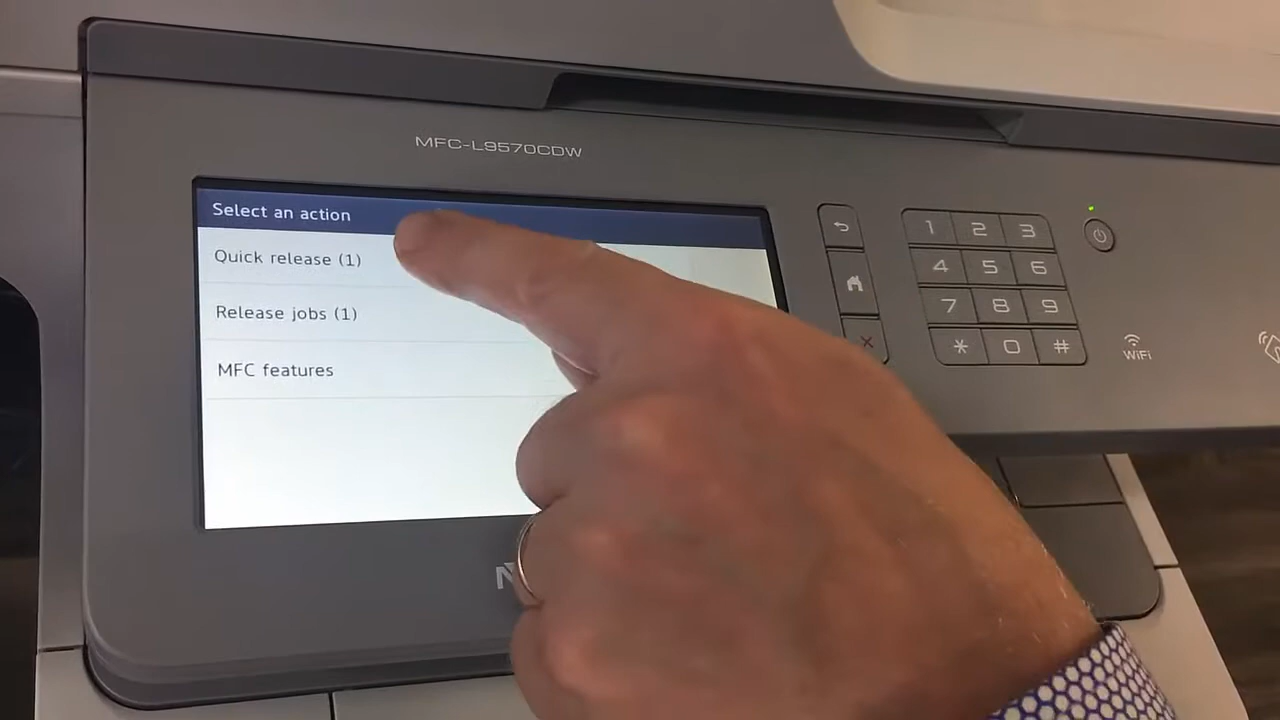 MFC-L9570CDW
Select an action
Quick release (1)
Release jobs (1)
MFC features
1 2 3
4 5 6
7 8 9
* 0 #
WiFi